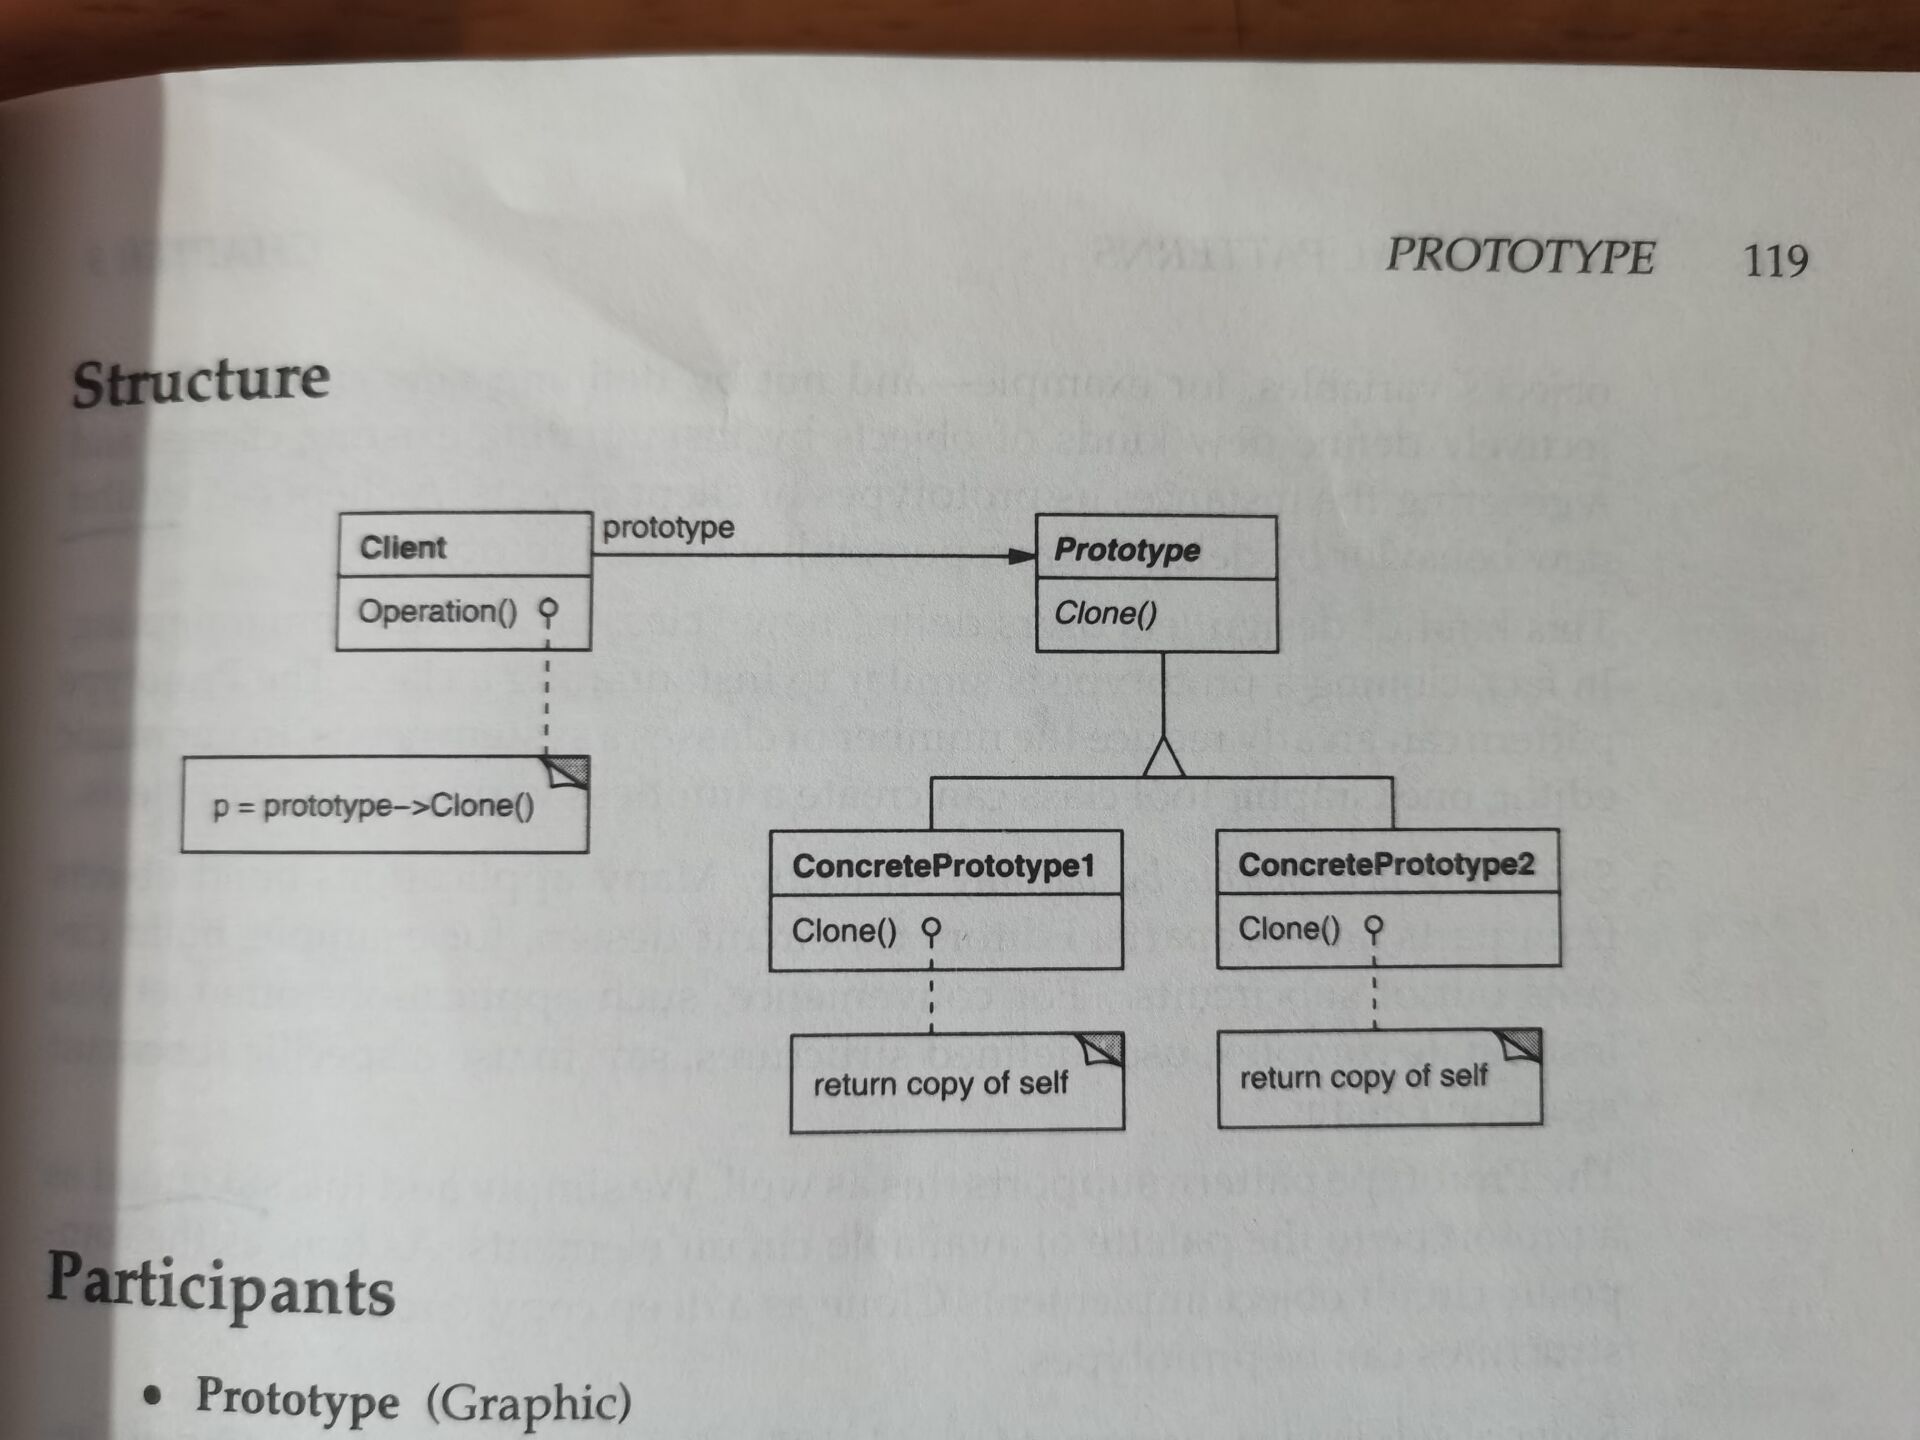 PROTOTYPE 119
Structure
Client
prototype
Prototype
Operation()
Clone()
p = prototype–>Clone()
ConcretePrototype1
ConcretePrototype2
Clone()
Clone()
return copy of self
return copy of self
Participants
• Prototype (Graphic)